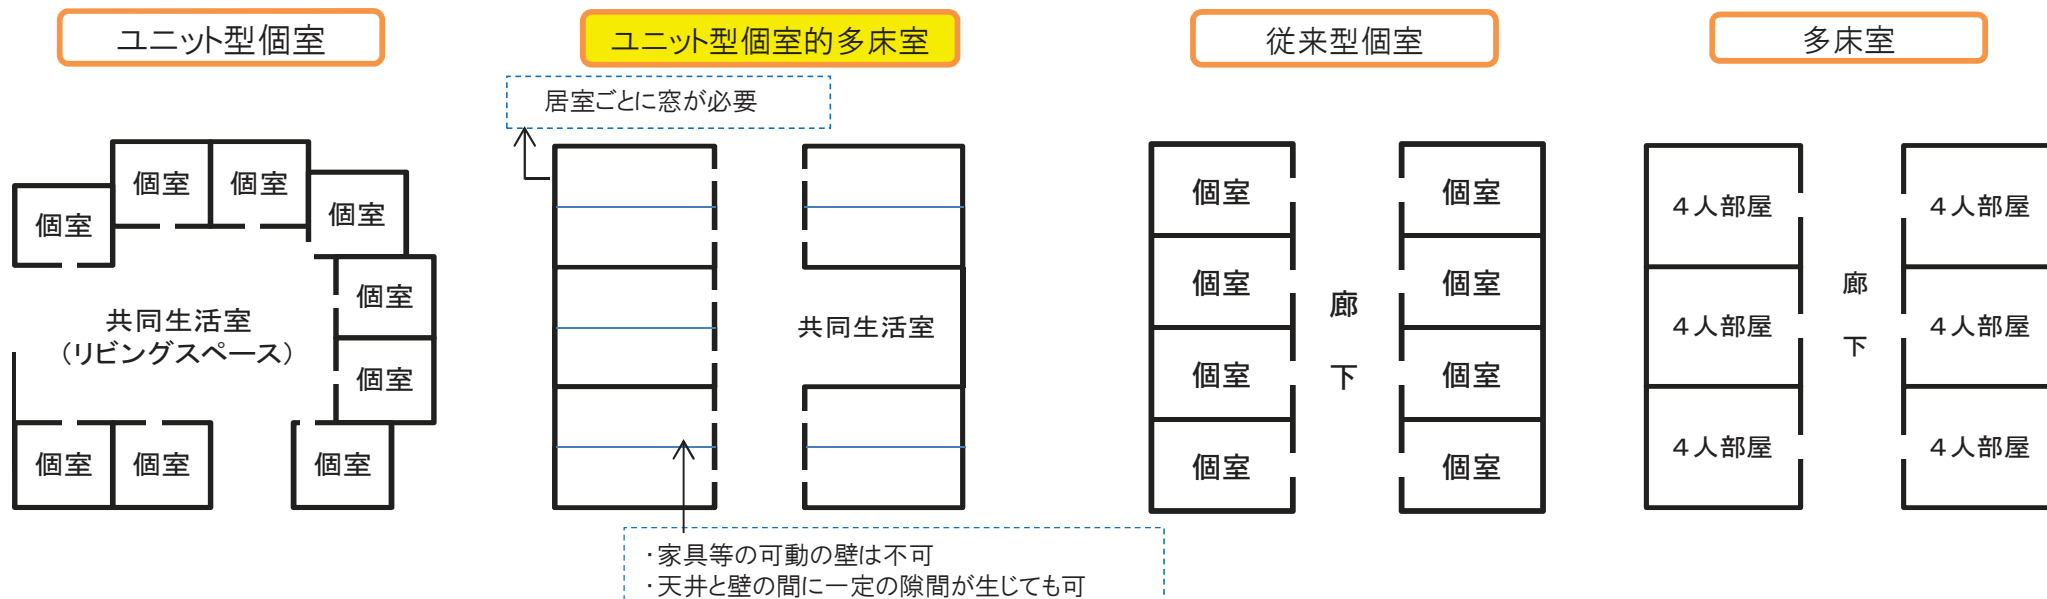 ユニット型個室
ユニット型個室的多床室
従来型個室
多床室
居室ごとに窓が必要
個室
個室
個室
個室
個室
個室
個室
個室
個室
共同生活室
（リビングスペース）
共同生活室
・家具等の可動の壁は不可
・天井と壁の間に一定の隙間が生じても可
個室
個室
個室
個室
個室
個室
個室
個室
廊
下
４人部屋
４人部屋
４人部屋
４人部屋
４人部屋
４人部屋
廊
下